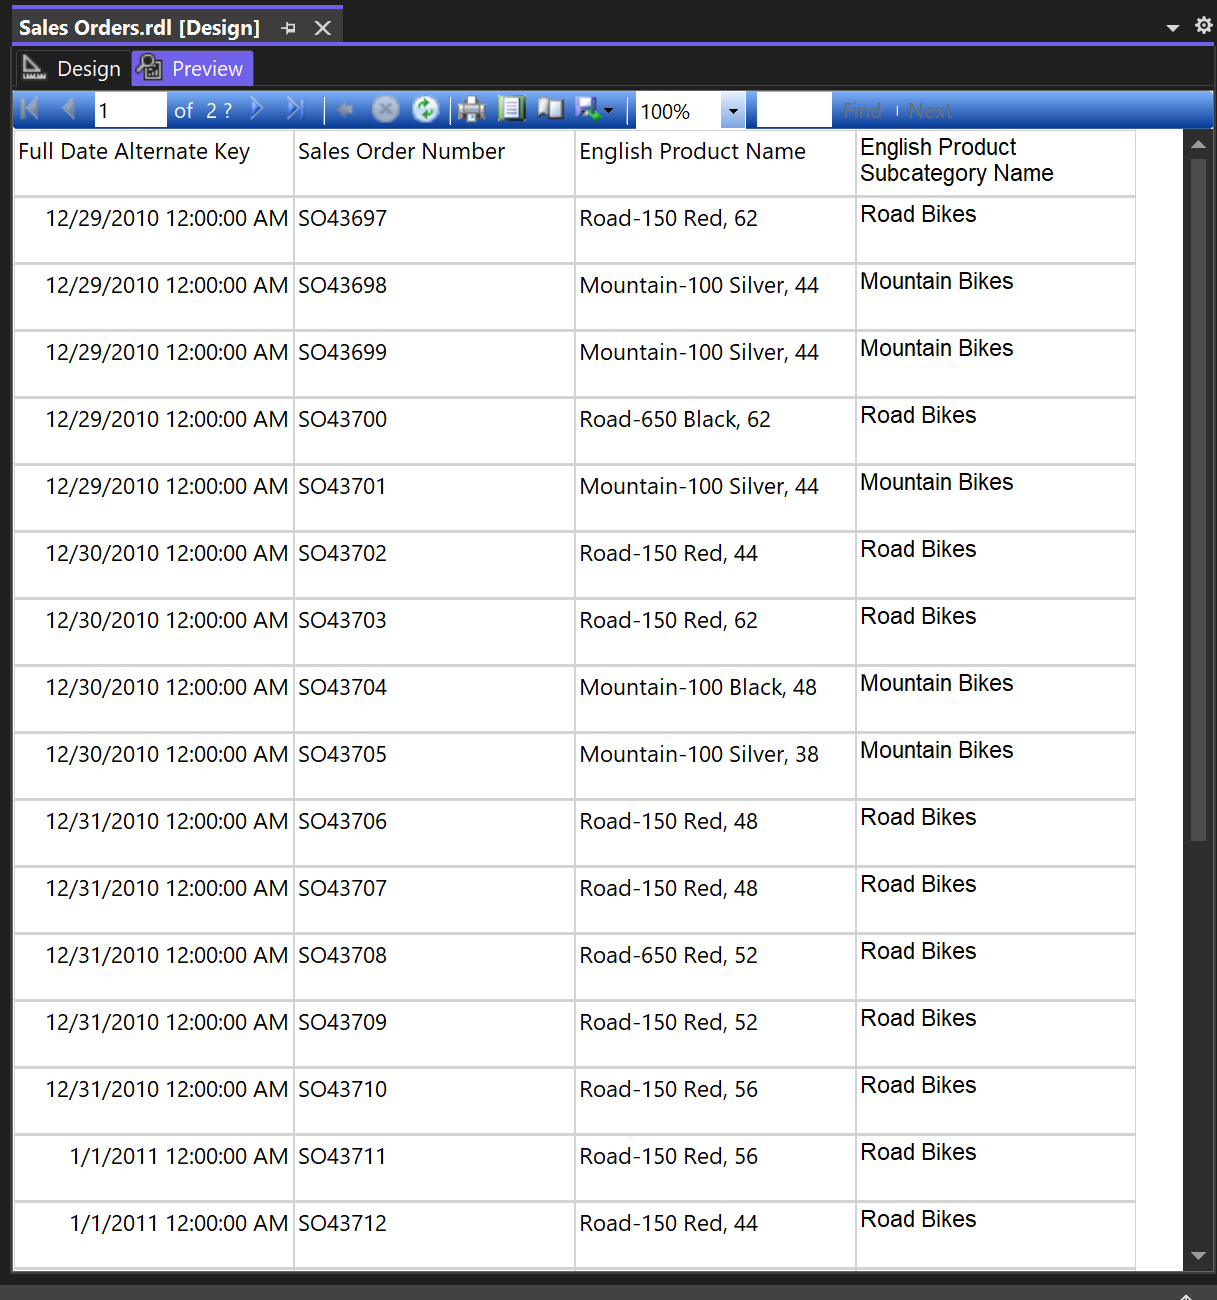 Sales Orders.rdl [Design]
Design Preview
1 of 2 ? 100% Find Next
Full Date Alternate Key Sales Order Number English Product Name English Product
Subcategory Name
12/29/2010 12:00:00 AM SO43697 Road-150 Red, 62 Road Bikes
12/29/2010 12:00:00 AM SO43698 Mountain-100 Silver, 44 Mountain Bikes
12/29/2010 12:00:00 AM SO43699 Mountain-100 Silver, 44 Mountain Bikes
12/29/2010 12:00:00 AM SO43700 Road-650 Black, 62 Road Bikes
12/29/2010 12:00:00 AM SO43701 Mountain-100 Silver, 44 Mountain Bikes
12/30/2010 12:00:00 AM SO43702 Road-150 Red, 44 Road Bikes
12/30/2010 12:00:00 AM SO43703 Road-150 Red, 62 Road Bikes
12/30/2010 12:00:00 AM SO43704 Mountain-100 Black, 48 Mountain Bikes
12/30/2010 12:00:00 AM SO43705 Mountain-100 Silver, 38 Mountain Bikes
12/31/2010 12:00:00 AM SO43706 Road-150 Red, 48 Road Bikes
12/31/2010 12:00:00 AM SO43707 Road-150 Red, 48 Road Bikes
12/31/2010 12:00:00 AM SO43708 Road-650 Red, 52 Road Bikes
12/31/2010 12:00:00 AM SO43709 Road-150 Red, 52 Road Bikes
12/31/2010 12:00:00 AM SO43710 Road-150 Red, 56 Road Bikes
1/1/2011 12:00:00 AM SO43711 Road-150 Red, 56 Road Bikes
1/1/2011 12:00:00 AM SO43712 Road-150 Red, 44 Road Bikes